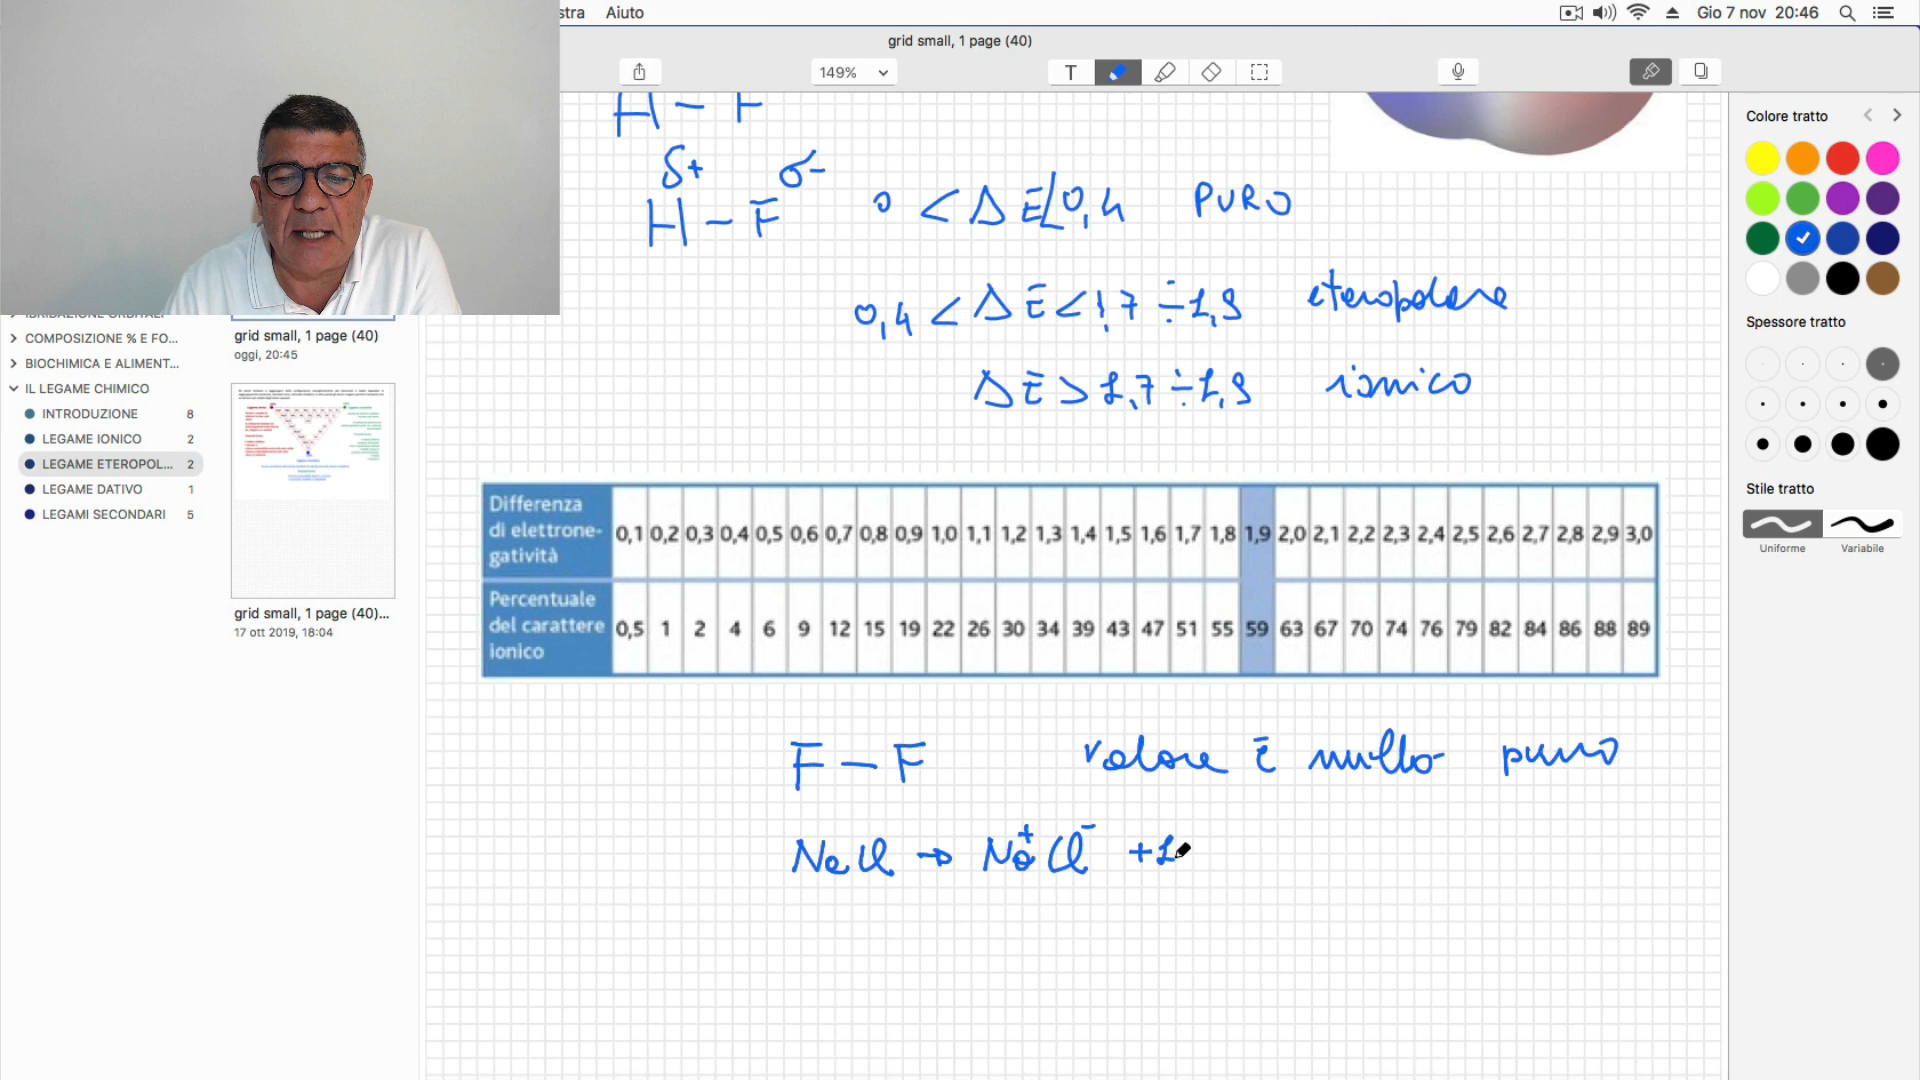 stra Aiuto Gio 7 nov 20:46
grid small, 1 page (40)
149% T
H – F
δ+ σ-
H – F 0 < Δ E < 0,4 PURO
0,4 < Δ E < 1,7 ÷ 1,9 eteropolare
Δ E > 1,7 ÷ 1,9 ionico
Differenza di elettrone-gatività 0,1 0,2 0,3 0,4 0,5 0,6 0,7 0,8 0,9 1,0 1,1 1,2 1,3 1,4 1,5 1,6 1,7 1,8 1,9 2,0 2,1 2,2 2,3 2,4 2,5 2,6 2,7 2,8 2,9 3,0
Percentuale del carattere ionico 0,5 1 2 4 6 9 12 15 19 22 26 30 34 39 43 47 51 55 59 63 67 70 74 76 79 82 84 86 88 89
F – F valore è nullo puro
NaCl → Na+ Cl- +1
COMPOSIZIONE % E FO...
BIOCHIMICA E ALIMENT...
IL LEGAME CHIMICO
INTRODUZIONE 8
LEGAME IONICO 2
LEGAME ETEROPOL... 2
LEGAME DATIVO 1
LEGAMI SECONDARI 5
grid small, 1 page (40)
oggi, 20:45
grid small, 1 page (40)...
17 ott 2019, 18:04
Colore tratto
Spessore tratto
Stile tratto
Uniforme Variabile